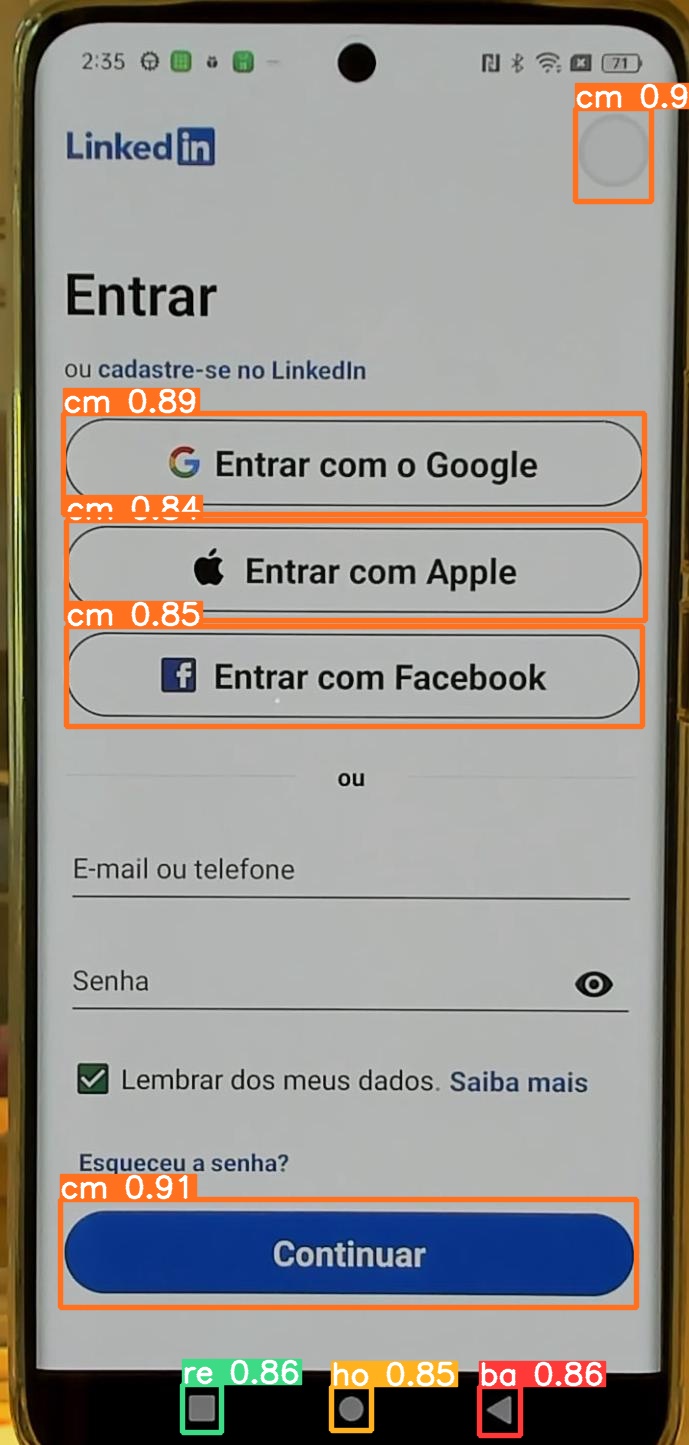 2:35 71
cm 0.9
Linked in
Entrar
ou cadastre-se no LinkedIn
cm 0.89
G Entrar com o Google
cm 0.84
Entrar com Apple
cm 0.85
f Entrar com Facebook
ou
E-mail ou telefone
Senha
Lembrar dos meus dados. Saiba mais
Esqueceu a senha?
cm 0.91
Continuar
re 0.86 ho 0.85 ba 0.86